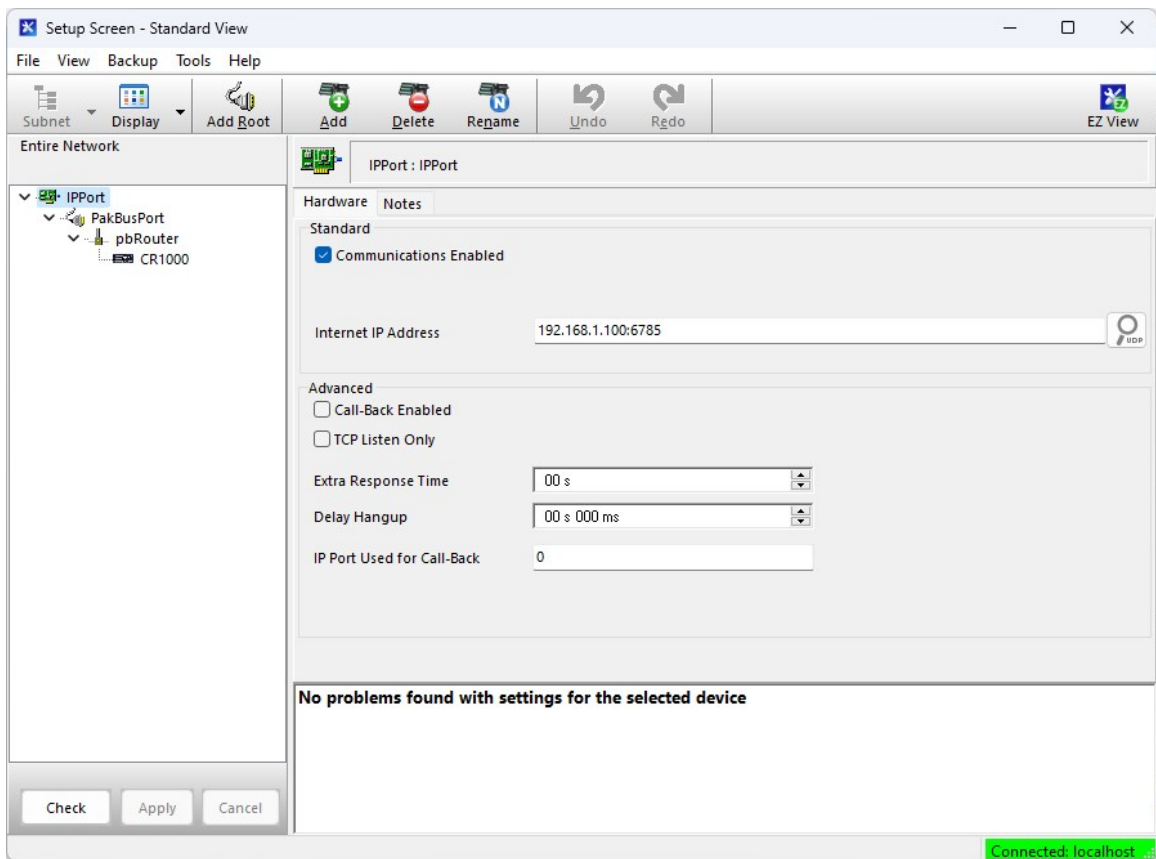 Setup Screen - Standard View
File View Backup Tools Help
Subnet Display Add Root Add Delete Rename Undo Redo EZ View
Entire Network
IPPort
PakBusPort
pbRouter
CR1000
IPPort : IPPort
Hardware Notes
Standard
Communications Enabled
Internet IP Address 192.168.1.100:6785 UDP
Advanced
Call-Back Enabled
TCP Listen Only
Extra Response Time 00 s
Delay Hangup 00 s 000 ms
IP Port Used for Call-Back 0
No problems found with settings for the selected device
Check Apply Cancel
Connected: localhost